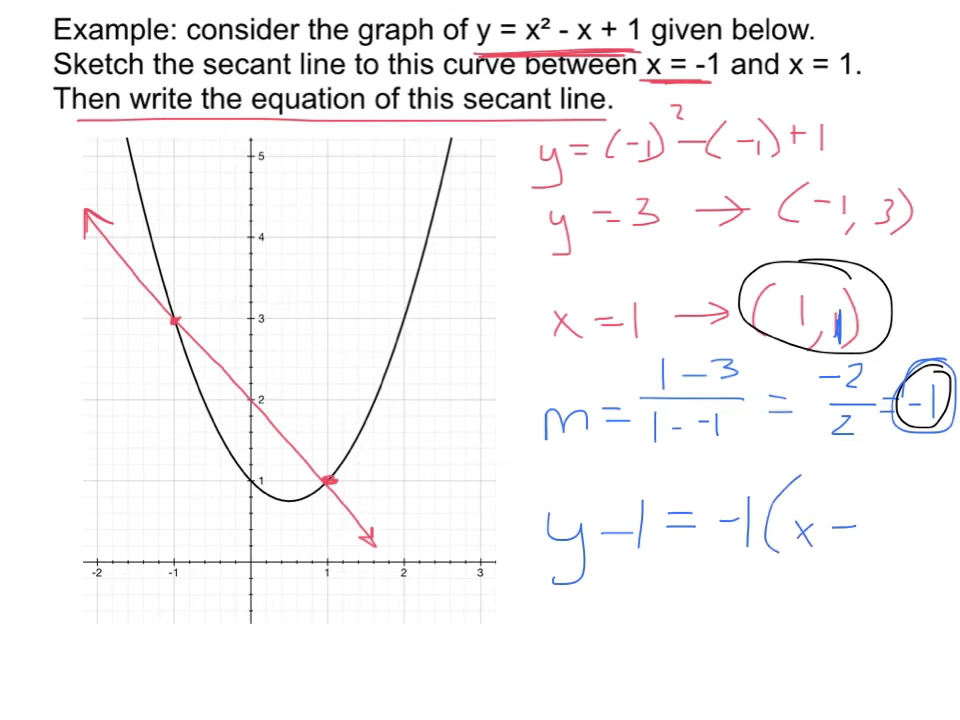 Example: consider the graph of y = x² - x + 1 given below.
Sketch the secant line to this curve between x = -1 and x = 1.
Then write the equation of this secant line.
y = (-1)² - (-1) + 1
y = 3 → (-1, 3)
x = 1 → (1, 1)
m = \frac{1 - 3}{1 - -1} = \frac{-2}{2} = -1
y - 1 = -1(x -
5
4
3
2
1
-2 -1 1 2 3